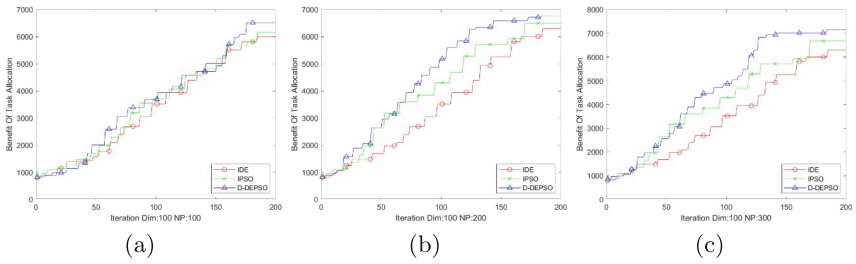 7000
6000
5000
4000
3000
2000
1000
0
Benefit Of Task Allocation
0 50 100 150 200
Iteration Dim:100 NP:100
IDE
IPSO
D-DEPSO
(a)
7000
6000
5000
4000
3000
2000
1000
0
Benefit Of Task Allocation
0 50 100 150 200
Iteration Dim:100 NP:200
IDE
IPSO
D-DEPSO
(b)
8000
7000
6000
5000
4000
3000
2000
1000
0
Benefit Of Task Allocation
0 50 100 150 200
Iteration Dim:100 NP:300
IDE
IPSO
D-DEPSO
(c)